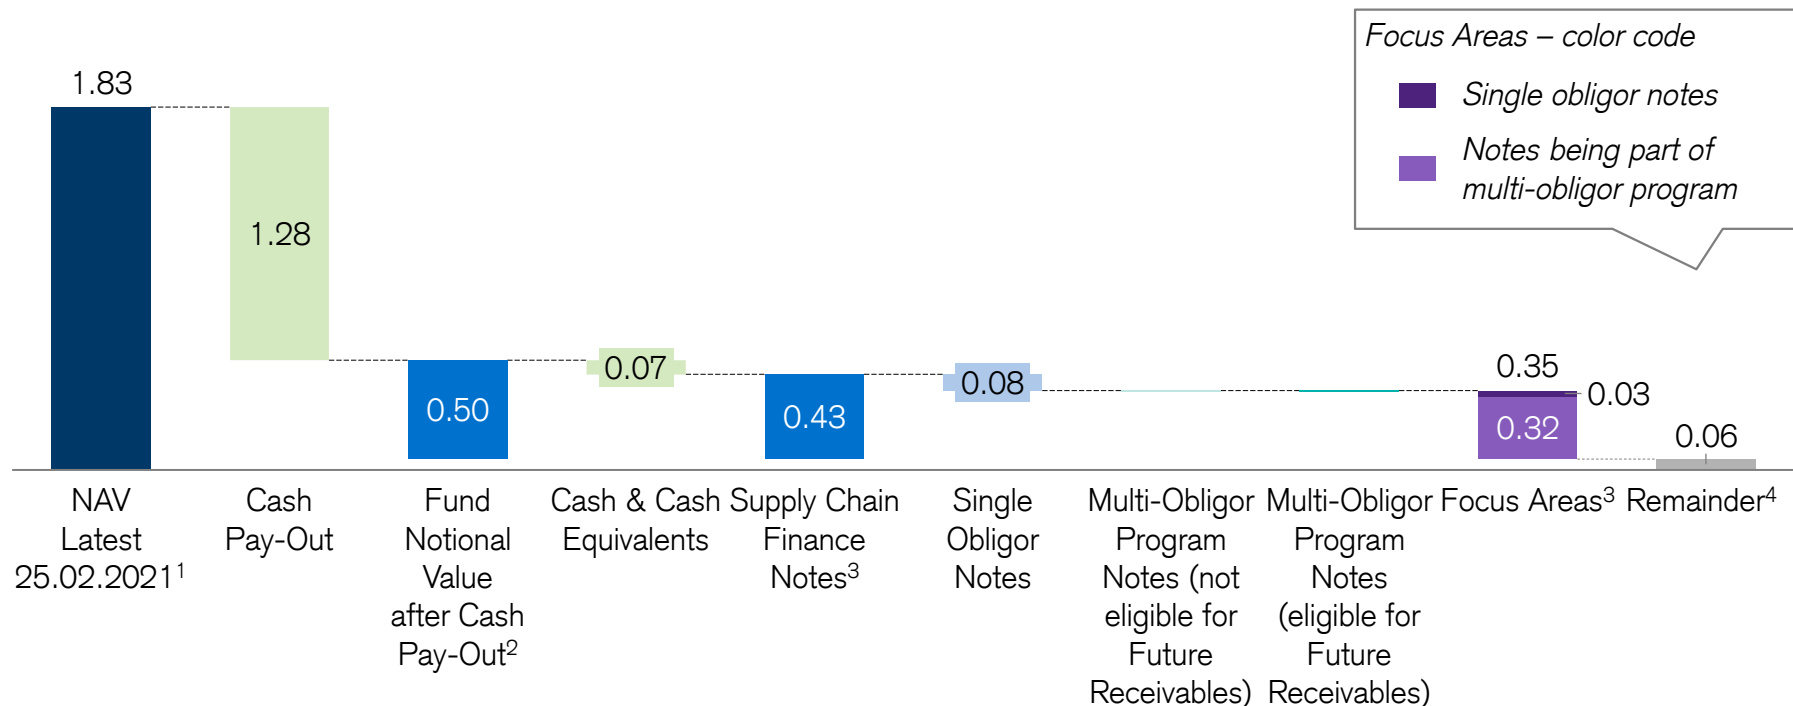 Focus Areas – color code
Single obligor notes
Notes being part of
multi-obligor program
1.83
1.28
0.50
0.07
0.43
0.08
0.35
0.03
0.32
0.06
NAV
Latest
25.02.2021¹
Cash
Pay-Out
Fund
Notional
Value
after Cash
Pay-Out²
Cash & Cash
Equivalents
Supply Chain
Finance
Notes³
Single
Obligor
Notes
Multi-Obligor
Program
Notes (not
eligible for
Future
Receivables)
Multi-Obligor
Program
Notes
(eligible for
Future
Receivables)
Focus Areas³
Remainder⁴